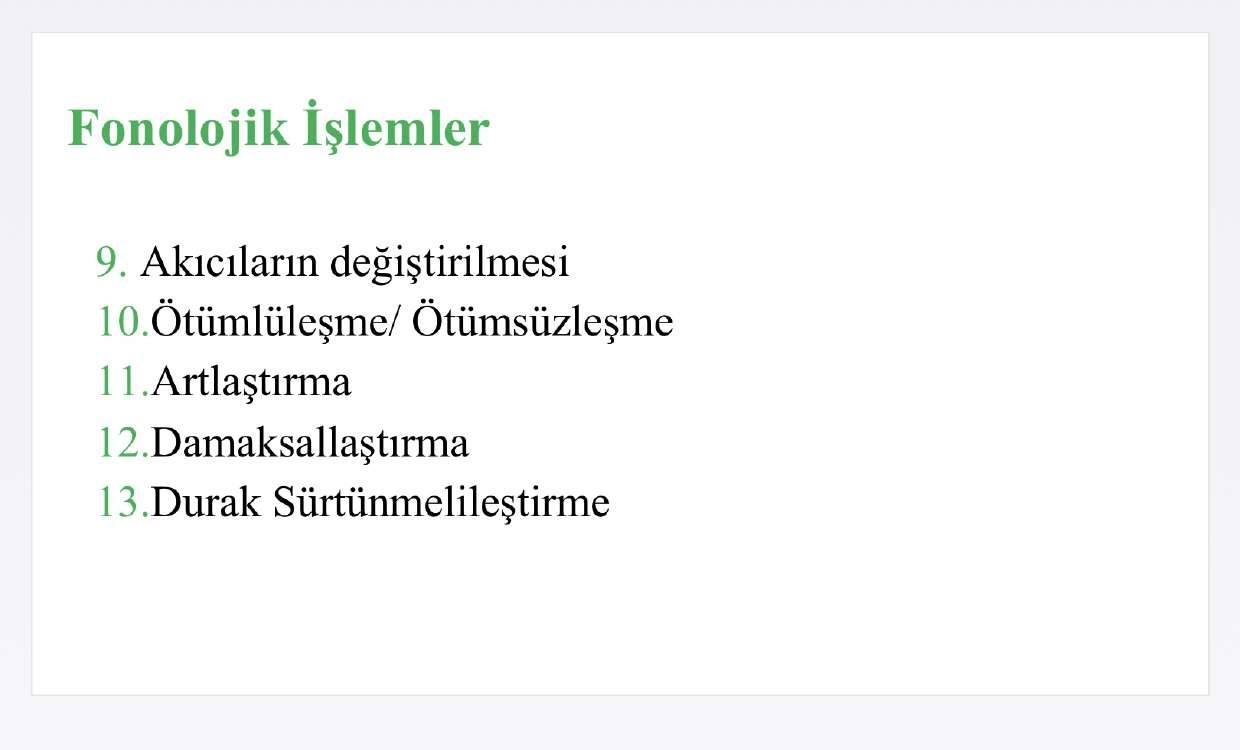 Fonolojik İşlemler
9. Akıcıların değiştirilmesi
10.Ötümlüleşme/ Ötümsüzleşme
11.Artlaştırma
12.Damaksallaştırma
13.Durak Sürtünmelileştirme